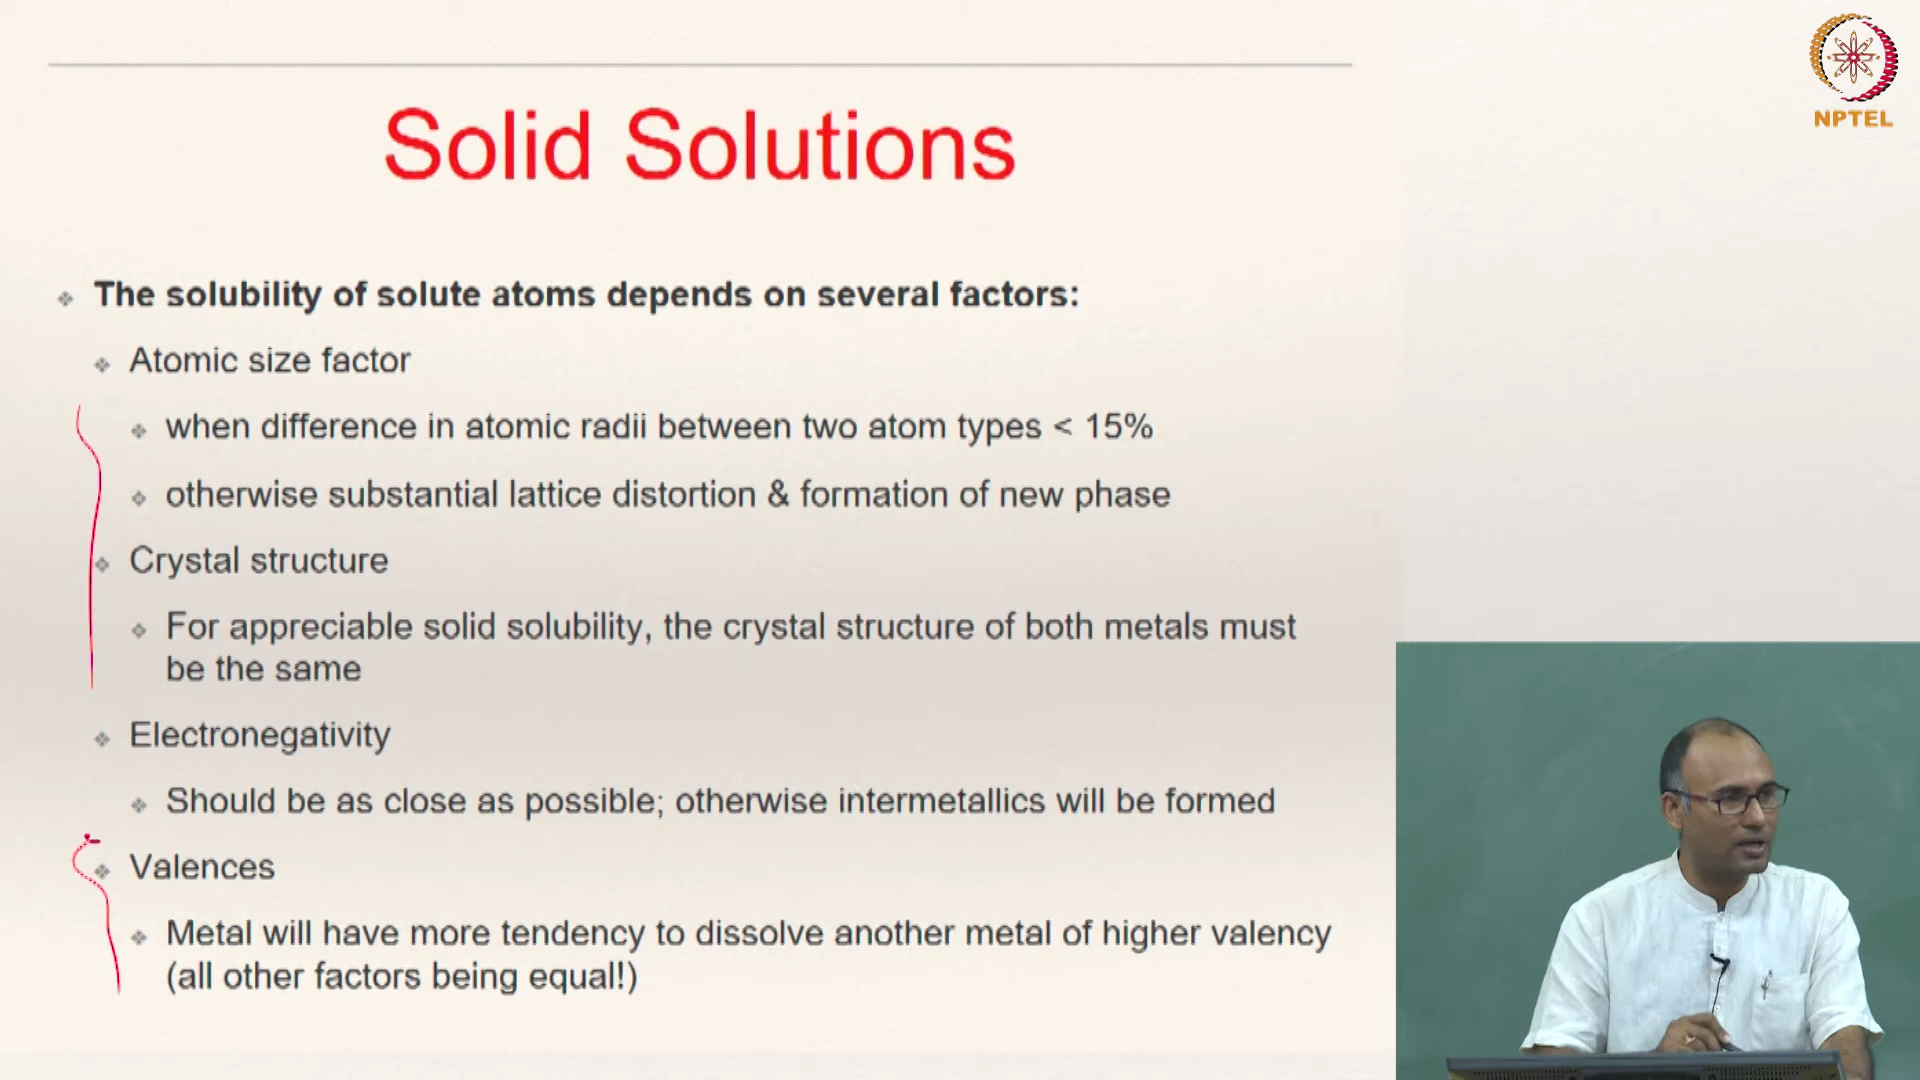 NPTEL
Solid Solutions
The solubility of solute atoms depends on several factors:
Atomic size factor
when difference in atomic radii between two atom types < 15%
otherwise substantial lattice distortion & formation of new phase
Crystal structure
For appreciable solid solubility, the crystal structure of both metals must
be the same
Electronegativity
Should be as close as possible; otherwise intermetallics will be formed
Valences
Metal will have more tendency to dissolve another metal of higher valency
(all other factors being equal!)